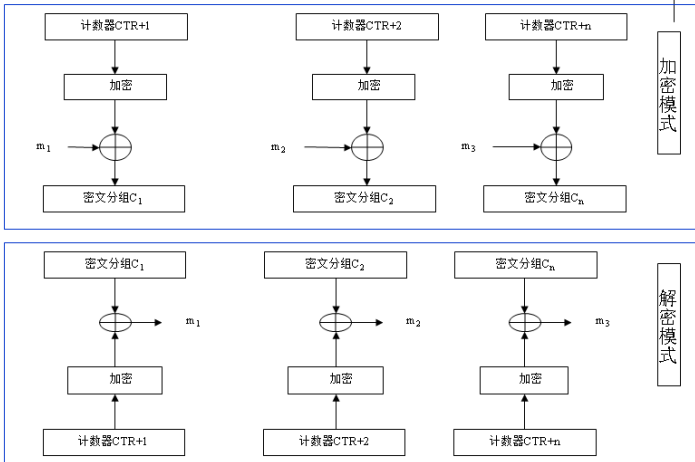 计数器CTR+1
计数器CTR+2
计数器CTR+n
加密
加密
加密
加密模式
m1
m2
m3
密文分组C1
密文分组C2
密文分组Cn
密文分组C1
密文分组C2
密文分组Cn
解密模式
m1
m2
m3
加密
加密
加密
计数器CTR+1
计数器CTR+2
计数器CTR+n